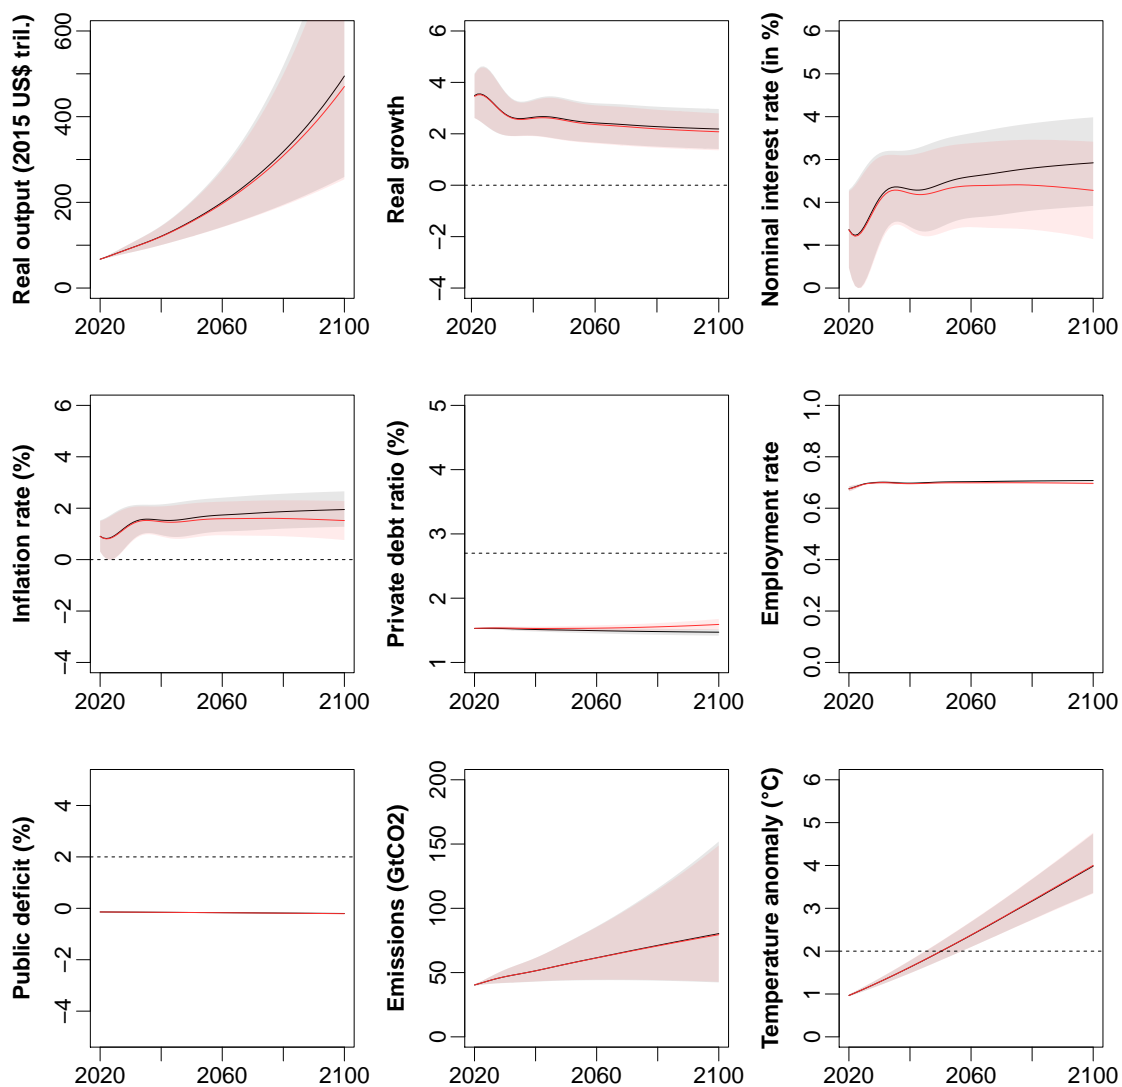 Real output (2015 US$ tril.)
600
400
200
0
2020 2060 2100
Real growth
6
4
2
0
−2
−4
2020 2060 2100
Nominal interest rate (in %)
6
5
4
3
2
1
0
2020 2060 2100
Inflation rate (%)
6
4
2
0
−2
−4
2020 2060 2100
Private debt ratio (%)
5
4
3
2
1
2020 2060 2100
Employment rate
1.0
0.8
0.6
0.4
0.2
0.0
2020 2060 2100
Public deficit (%)
4
2
0
−2
−4
2020 2060 2100
Emissions (GtCO2)
200
150
100
50
0
2020 2060 2100
Temperature anomaly (°C)
6
5
4
3
2
1
0
2020 2060 2100